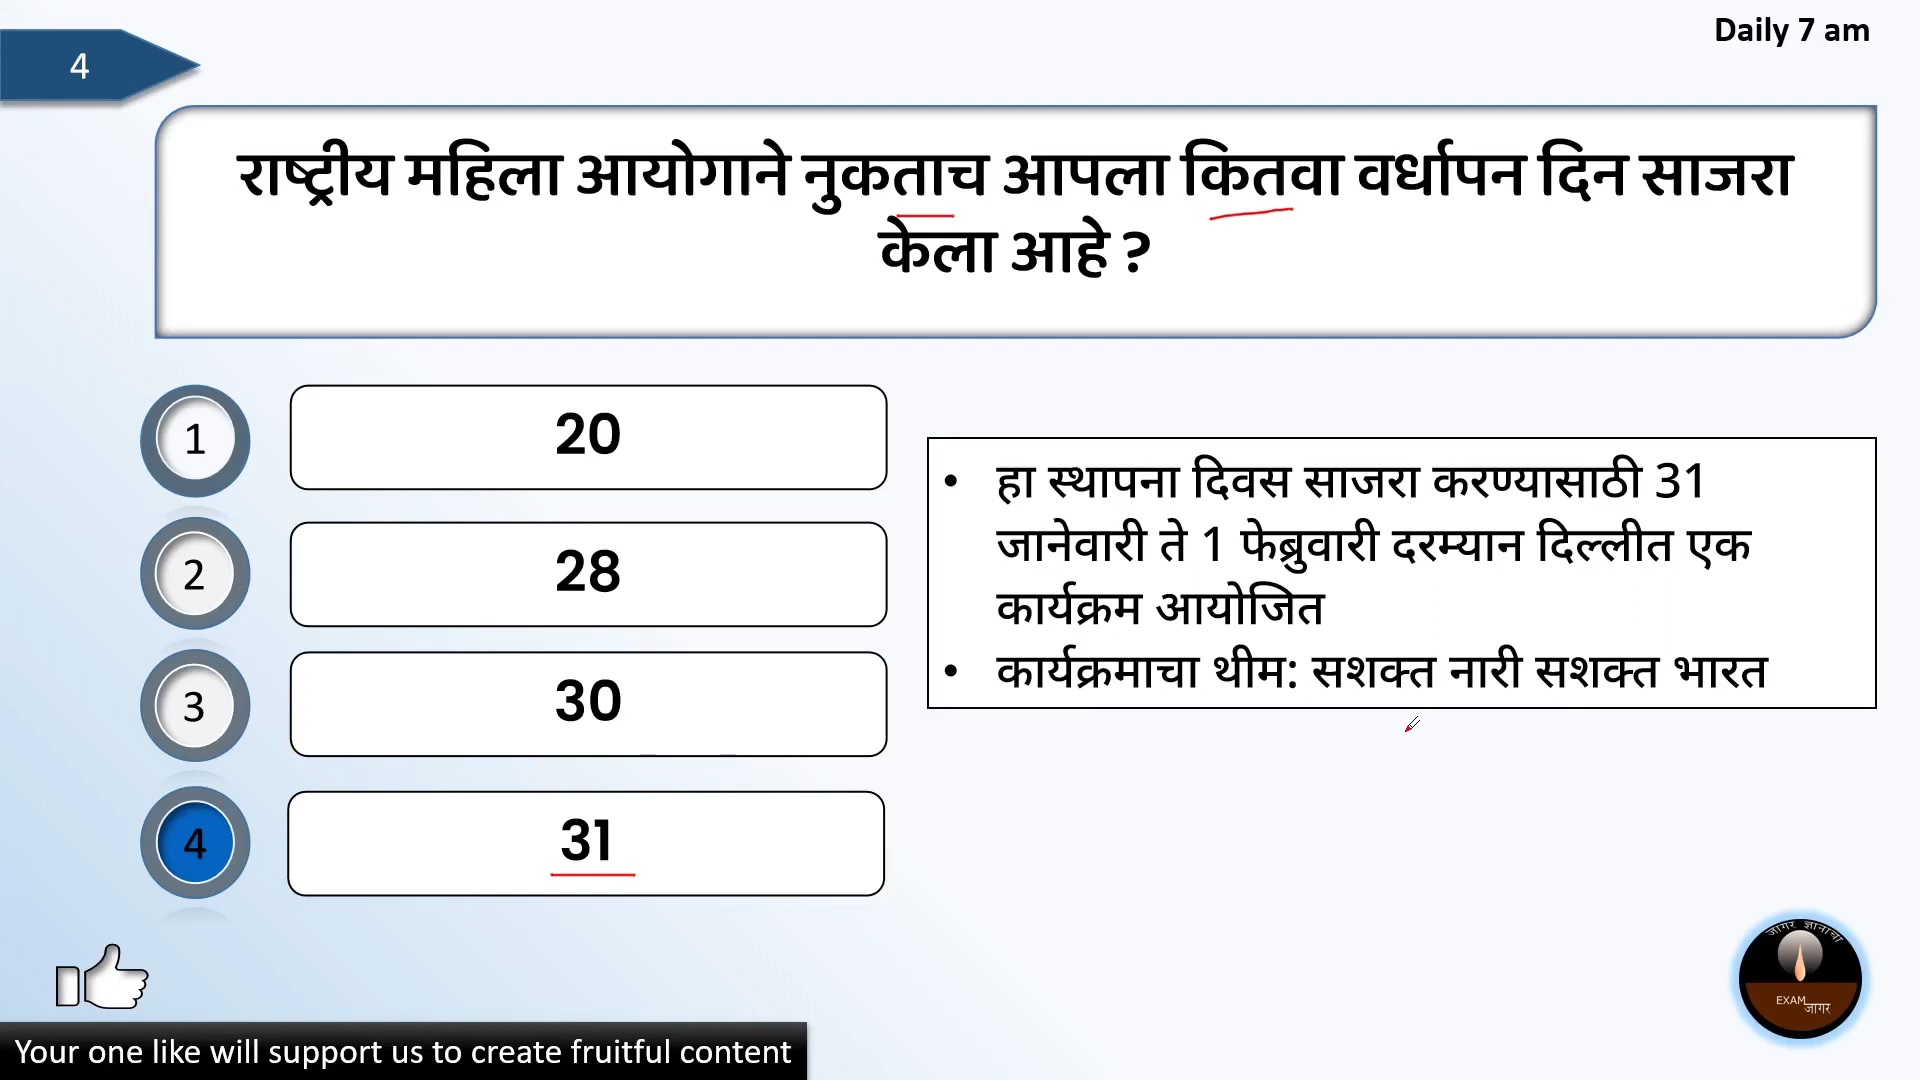 Daily 7 am
4
राष्ट्रीय महिला आयोगाने नुकताच आपला कितवा वर्धापन दिन साजरा
केला आहे ?
1
20
2
28
3
30
4
31
• हा स्थापना दिवस साजरा करण्यासाठी 31
जानेवारी ते 1 फेब्रुवारी दरम्यान दिल्लीत एक
कार्यक्रम आयोजित
• कार्यक्रमाचा थीम: सशक्त नारी सशक्त भारत
जागर ज्ञानाचा
EXAM
जागर
Your one like will support us to create fruitful content